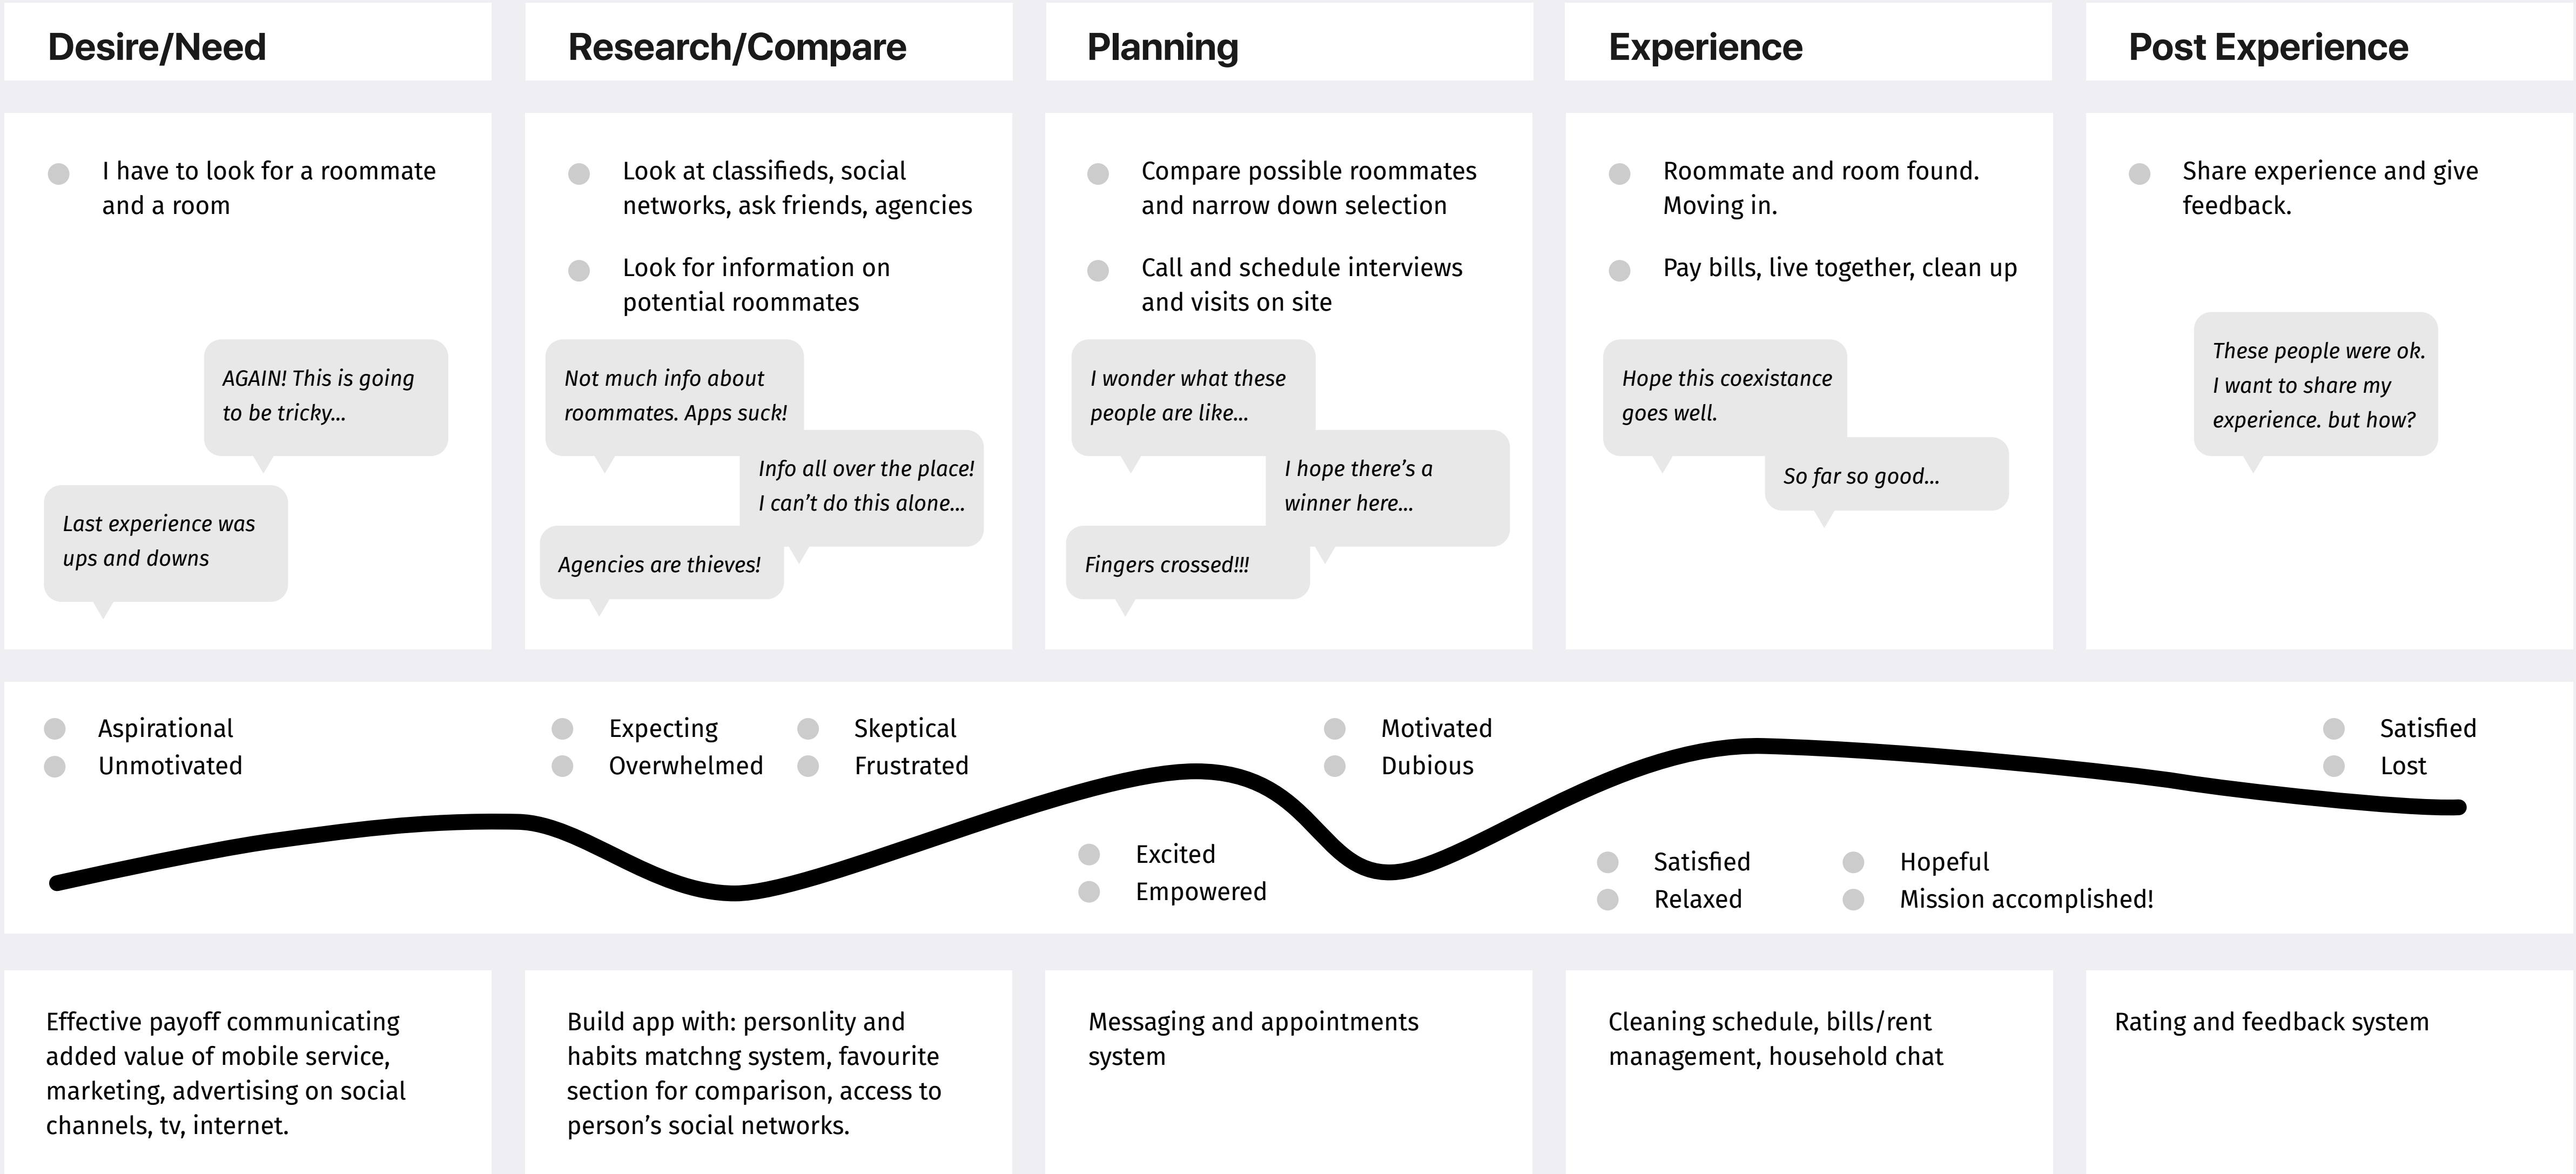 Desire/Need
Research/Compare
Planning
Experience
Post Experience
I have to look for a roommate
and a room
AGAIN! This is going
to be tricky...
Last experience was
ups and downs
Look at classifieds, social
networks, ask friends, agencies
Look for information on
potential roommates
Not much info about
roommates. Apps suck!
Info all over the place!
I can’t do this alone...
Agencies are thieves!
Compare possible roommates
and narrow down selection
Call and schedule interviews
and visits on site
I wonder what these
people are like...
I hope there’s a
winner here...
Fingers crossed!!!
Roommate and room found.
Moving in.
Pay bills, live together, clean up
Hope this coexistance
goes well.
So far so good...
Share experience and give
feedback.
These people were ok.
I want to share my
experience. but how?
Aspirational
Unmotivated
Expecting
Overwhelmed
Skeptical
Frustrated
Excited
Empowered
Motivated
Dubious
Satisfied
Relaxed
Hopeful
Mission accomplished!
Satisfied
Lost
Effective payoff communicating
added value of mobile service,
marketing, advertising on social
channels, tv, internet.
Build app with: personlity and
habits matchng system, favourite
section for comparison, access to
person’s social networks.
Messaging and appointments
system
Cleaning schedule, bills/rent
management, household chat
Rating and feedback system